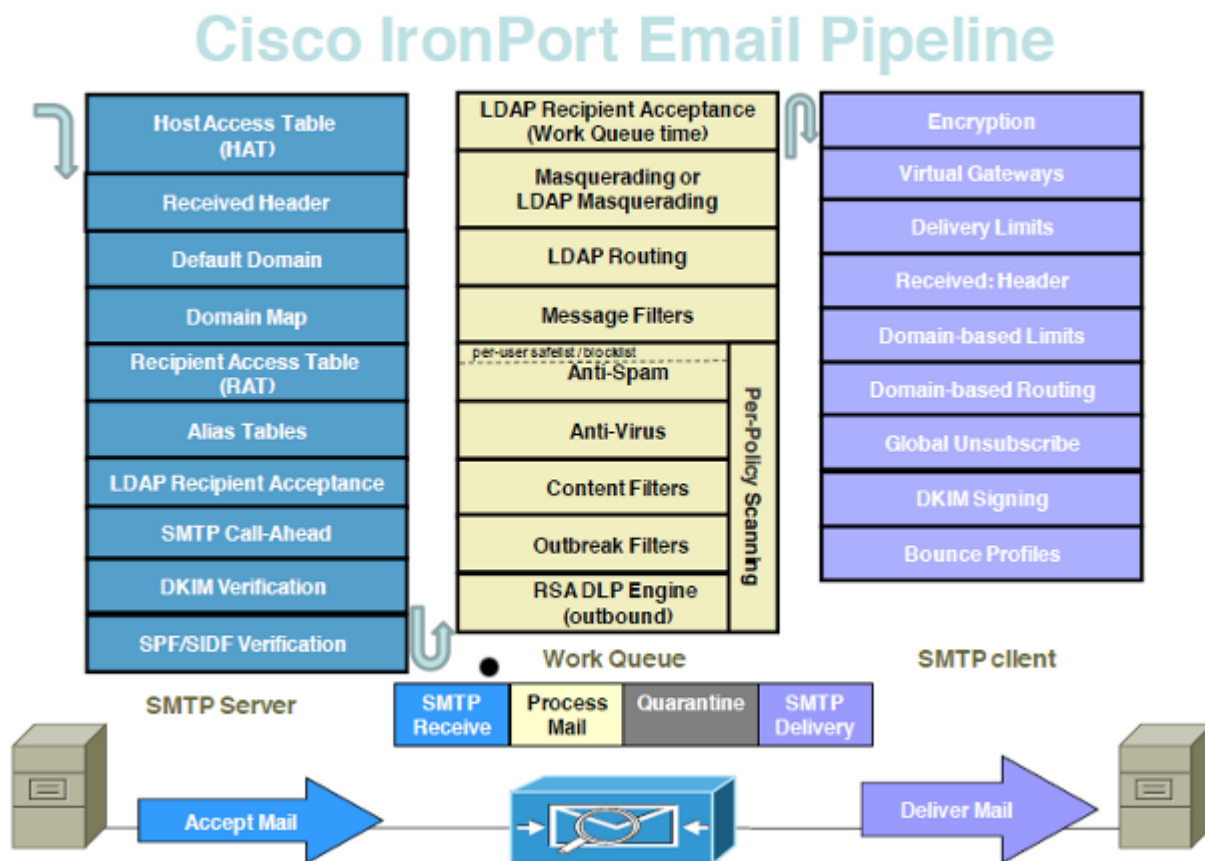 Cisco IronPort Email Pipeline
Host Access Table
(HAT)
Received Header
Default Domain
Domain Map
Recipient Access Table
(RAT)
Alias Tables
LDAP Recipient Acceptance
SMTP Call-Ahead
DKIM Verification
SPF/SIDF Verification
SMTP Server
LDAP Recipient Acceptance
(Work Queue time)
Masquerading or
LDAP Masquerading
LDAP Routing
Message Filters
per-user safelist / blocklist
Anti-Spam
Anti-Virus
Content Filters
Outbreak Filters
RSA DLP Engine
(outbound)
Per-Policy Scanning
Work Queue
Encryption
Virtual Gateways
Delivery Limits
Received: Header
Domain-based Limits
Domain-based Routing
Global Unsubscribe
DKIM Signing
Bounce Profiles
SMTP client
SMTP
Receive
Process
Mail
Quarantine
SMTP
Delivery
Accept Mail
Deliver Mail